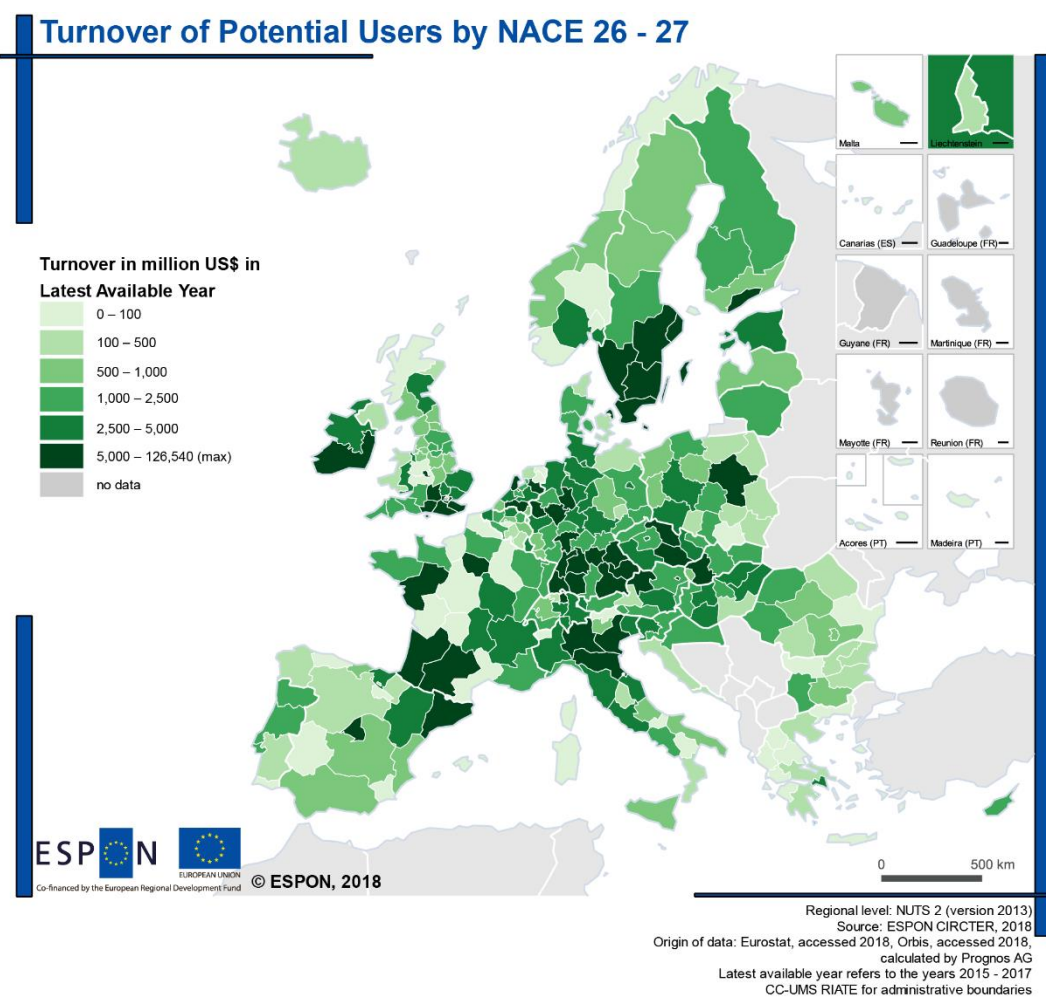 Turnover of Potential Users by NACE 26 - 27
Malta
Liechtenstein
Canarias (ES)
Guadeloupe (FR)
Guyane (FR)
Martinique (FR)
Mayotte (FR)
Reunion (FR)
Acores (PT)
Madeira (PT)
Turnover in million US$ in
Latest Available Year
0 – 100
100 – 500
500 – 1,000
1,000 – 2,500
2,500 – 5,000
5,000 – 126,540 (max)
no data
ESPON
EUROPEAN UNION
Co-financed by the European Regional Development Fund
© ESPON, 2018
0 500 km
Regional level: NUTS 2 (version 2013)
Source: ESPON CIRCTER, 2018
Origin of data: Eurostat, accessed 2018, Orbis, accessed 2018,
calculated by Prognos AG
Latest available year refers to the years 2015 - 2017
CC-UMS RIATE for administrative boundaries